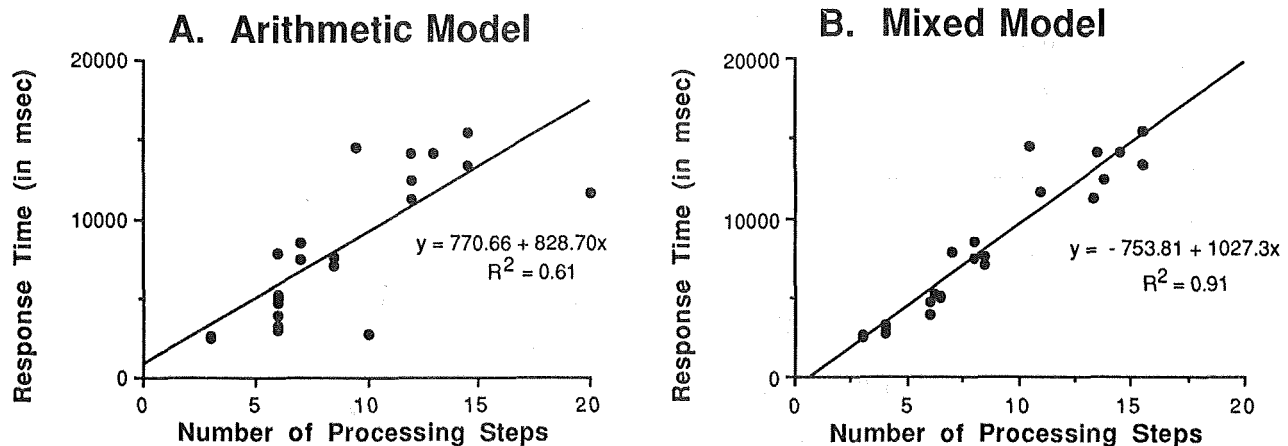 A. Arithmetic Model
Response Time (in msec)
20000
10000
0
y = 770.66 + 828.70x
R² = 0.61
0 5 10 15 20
Number of Processing Steps
B. Mixed Model
Response Time (in msec)
20000
10000
0
y = - 753.81 + 1027.3x
R² = 0.91
0 5 10 15 20
Number of Processing Steps